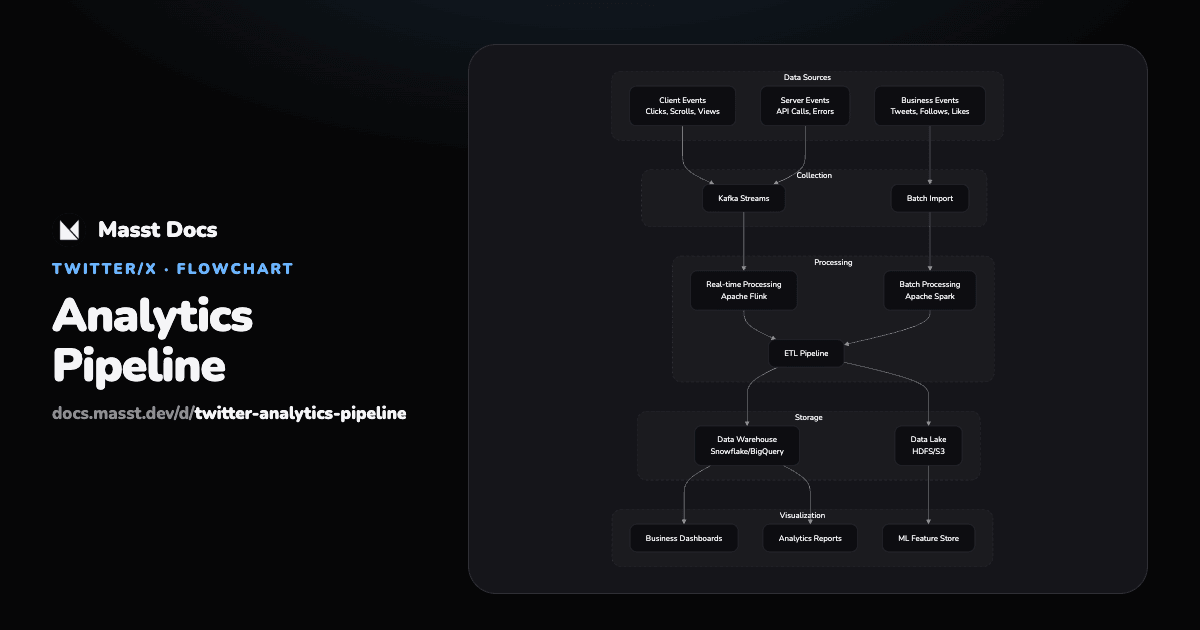 Masst Docs
TWITTER/X · FLOWCHART
Analytics
Pipeline
docs.masst.dev/d/twitter-analytics-pipeline
Data Sources
Client Events
Clicks, Scrolls, Views
Server Events
API Calls, Errors
Business Events
Tweets, Follows, Likes
Collection
Kafka Streams
Batch Import
Processing
Real-time Processing
Apache Flink
Batch Processing
Apache Spark
ETL Pipeline
Storage
Data Warehouse
Snowflake/BigQuery
Data Lake
HDFS/S3
Visualization
Business Dashboards
Analytics Reports
ML Feature Store